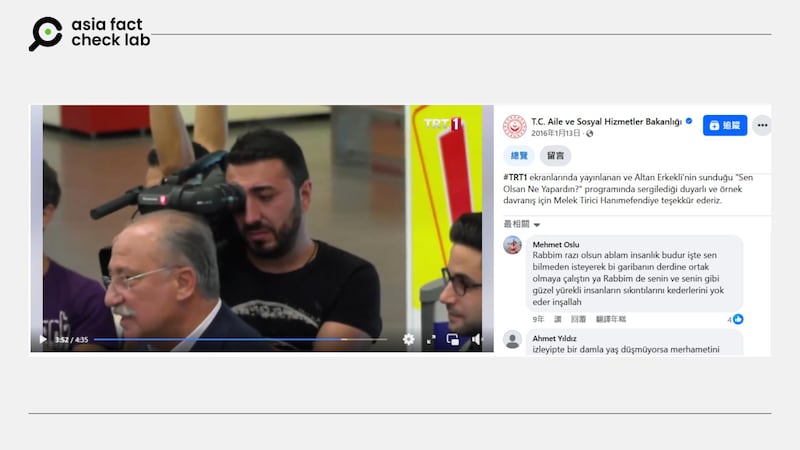 asia fact
check lab
TRT 1
3:52 / 4:35
T.C. Aile ve Sosyal Hizmetler Bakanlığı
2016年1月13日 ·
追蹤
總覽
留言
#TRT1 ekranlarında yayınlanan ve Altan Erkekli'nin sunduğu "Sen
Olsan Ne Yapardın?" programında sergilediği duyarlı ve örnek
davranış için Melek Tirici Hanımefendiye teşekkür ederiz.
最相關
Mehmet Oslu
Rabbim razı olsun ablam insanlık budur işte sen
bilmeden isteyerek bi garibanın derdine ortak
olmaya çalıştın ya Rabbim de senin ve senin gibi
güzel yürekli insanların sıkıntılarını kederlerini yok
eder inşallah
9年 讚 回覆 翻譯年糕
4
Ahmet Yıldız
izleyipte bir damla yaş düşmüyorsa merhametini